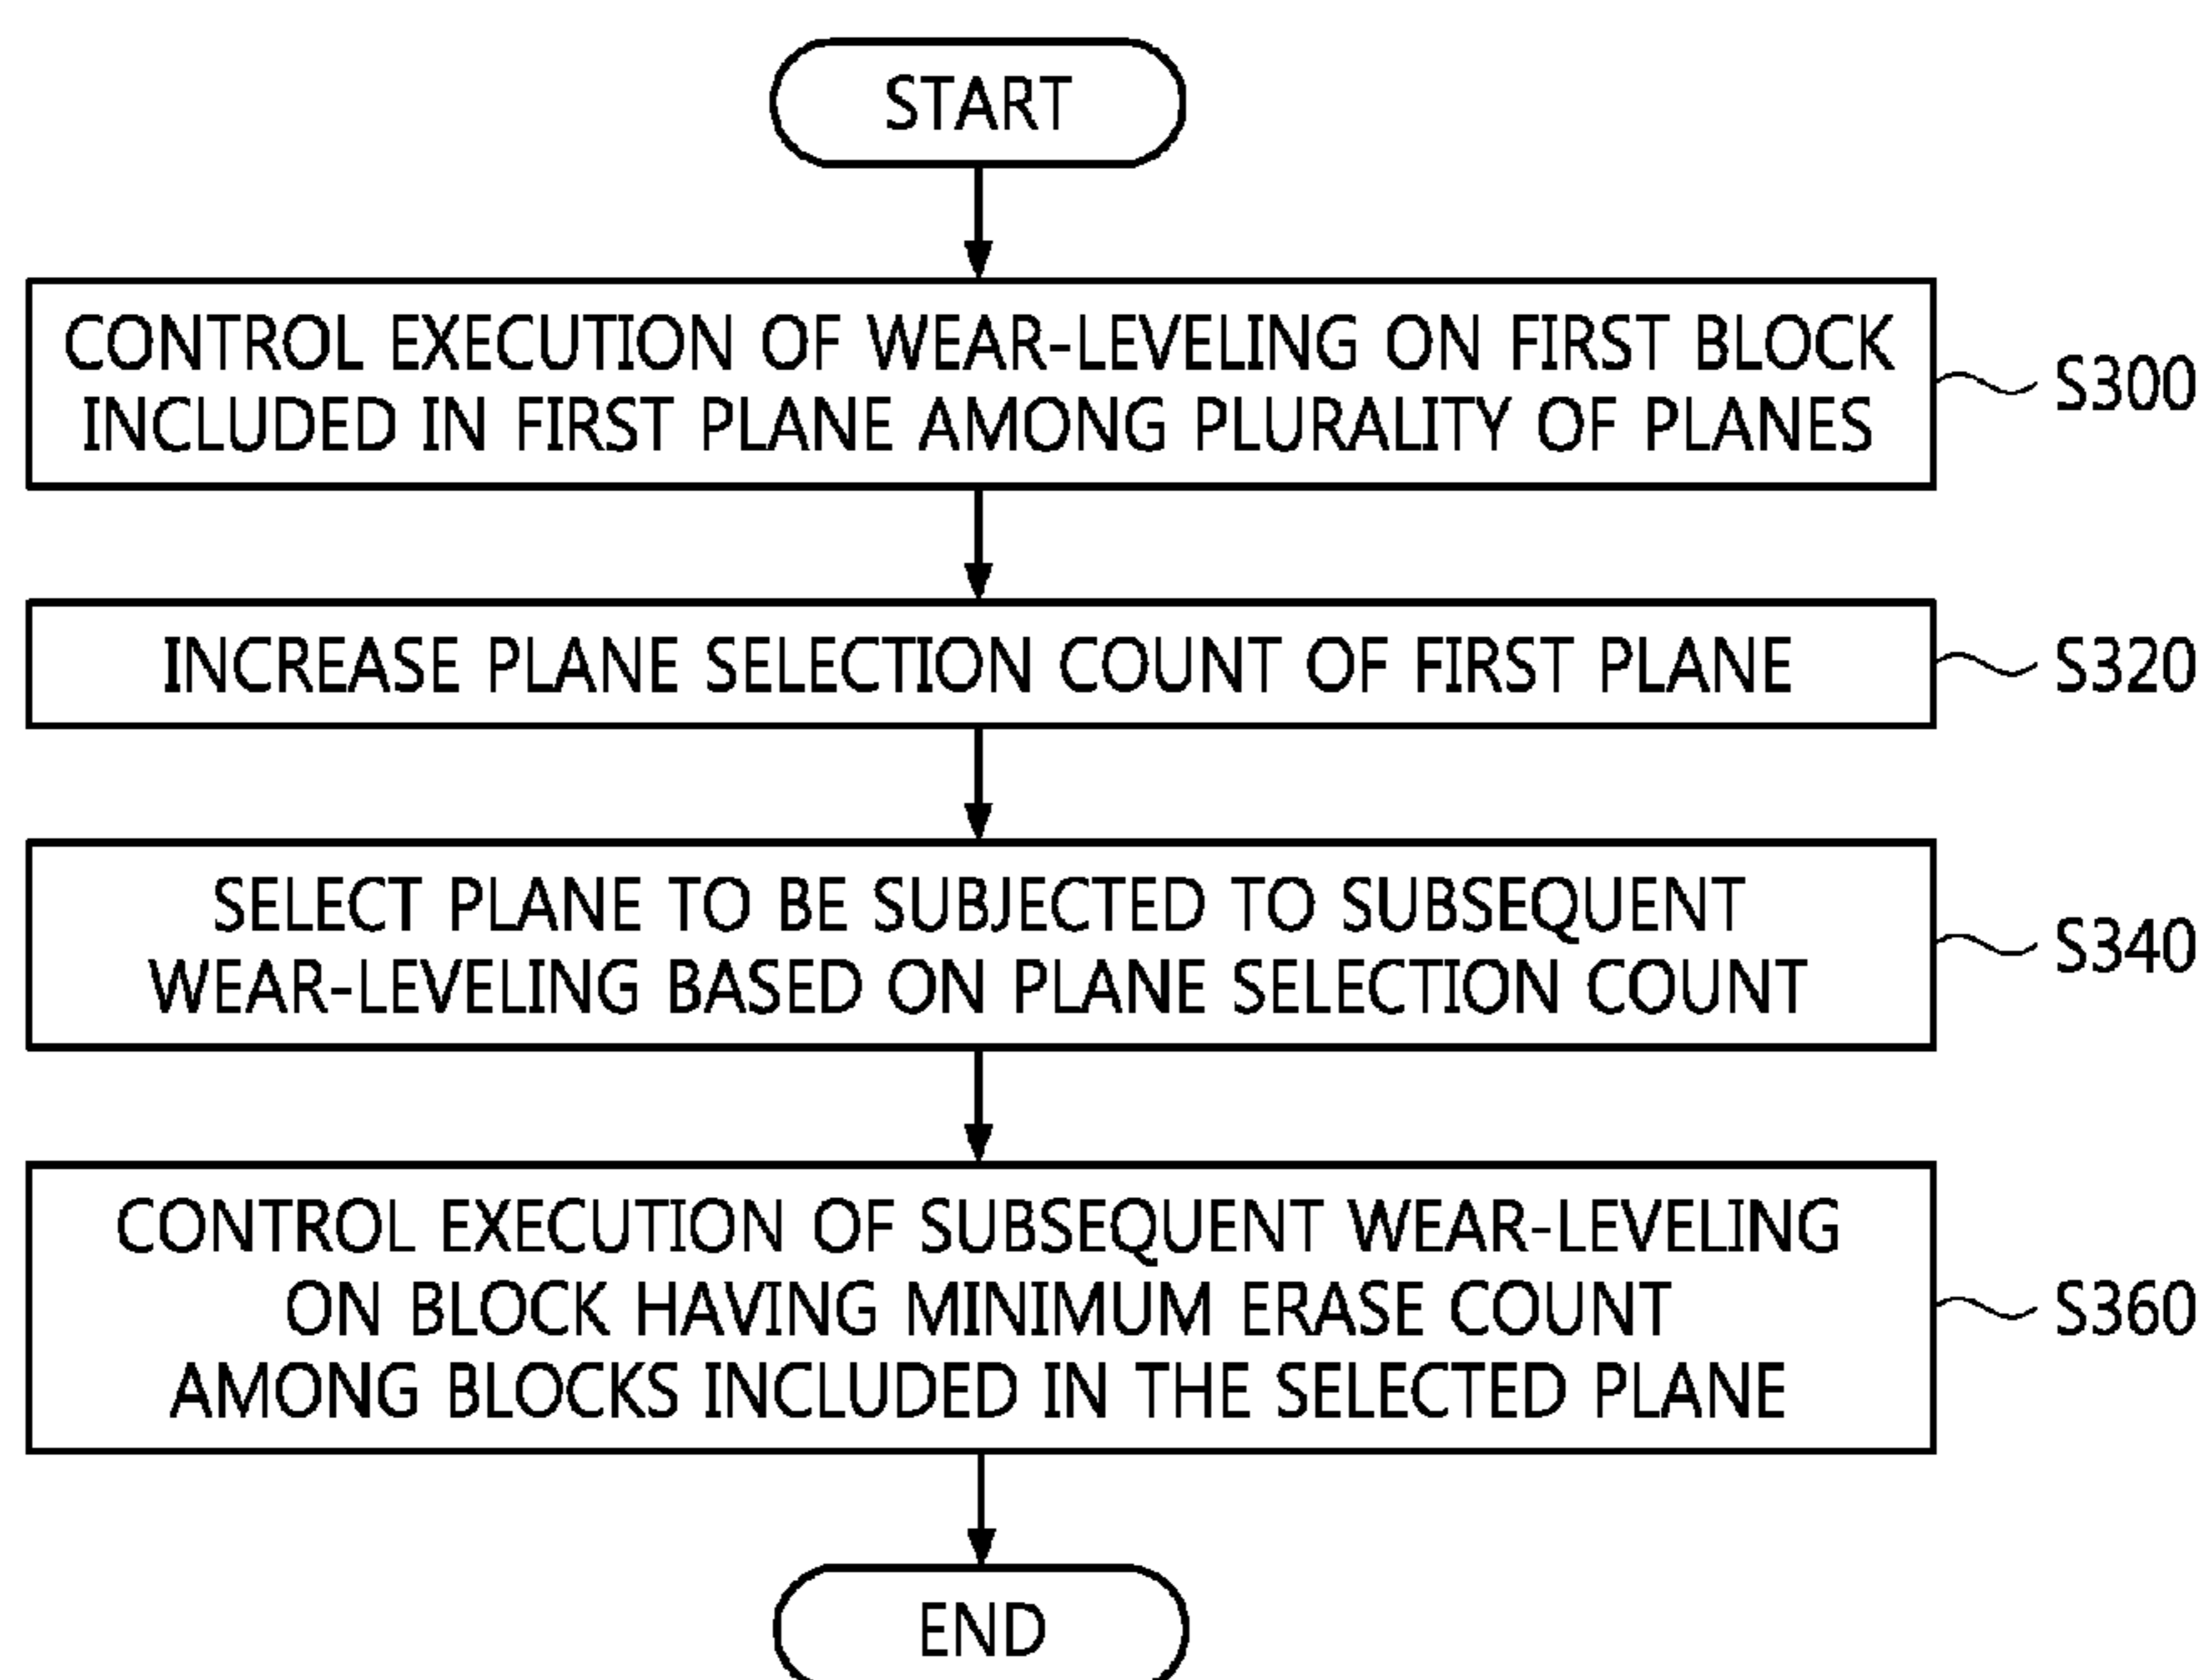 START
CONTROL EXECUTION OF WEAR-LEVELING ON FIRST BLOCK
INCLUDED IN FIRST PLANE AMONG PLURALITY OF PLANES
S300
INCREASE PLANE SELECTION COUNT OF FIRST PLANE
S320
SELECT PLANE TO BE SUBJECTED TO SUBSEQUENT
WEAR-LEVELING BASED ON PLANE SELECTION COUNT
S340
CONTROL EXECUTION OF SUBSEQUENT WEAR-LEVELING
ON BLOCK HAVING MINIMUM ERASE COUNT
AMONG BLOCKS INCLUDED IN THE SELECTED PLANE
S360
END